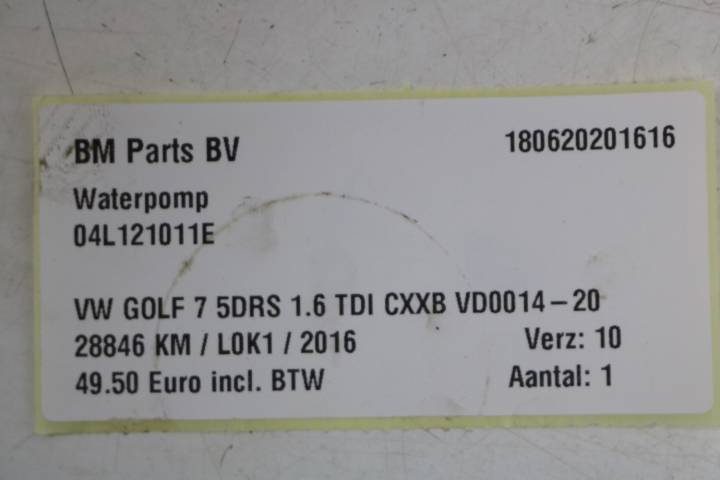 BM Parts BV 180620201616
Waterpomp
04L121011E
VW GOLF 7 5DRS 1.6 TDI CXXB VD0014-20
28846 KM / L0K1 / 2016 Verz: 10
49.50 Euro incl. BTW Aantal: 1